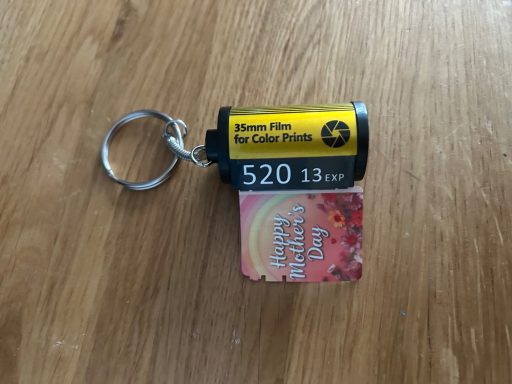 35mm Film
for Color Prints
520 13 EXP
Happy
Mother's
Day